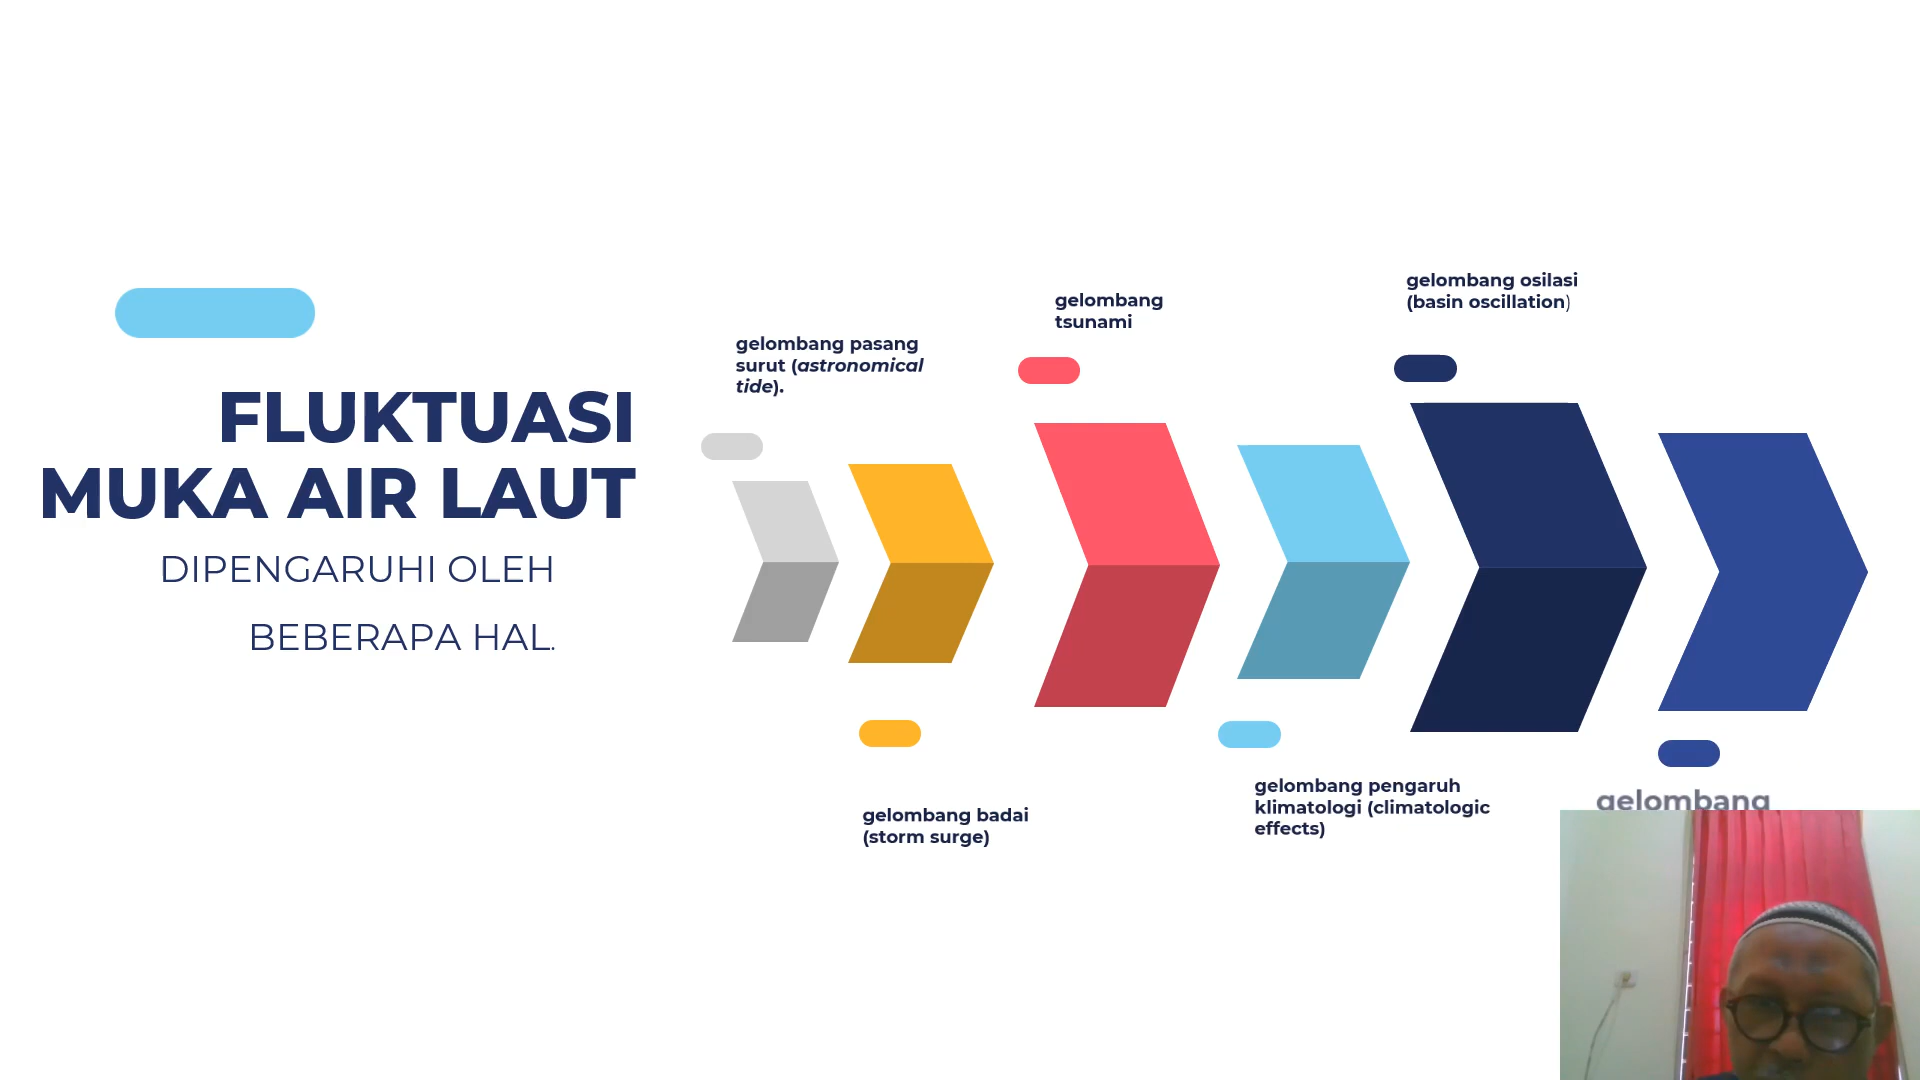 FLUKTUASI
MUKA AIR LAUT
DIPENGARUHI OLEH
BEBERAPA HAL.
gelombang pasang
surut (astronomical
tide).
gelombang badai
(storm surge)
gelombang
tsunami
gelombang pengaruh
klimatologi (climatologic
effects)
gelombang osilasi
(basin oscillation)
gelombang